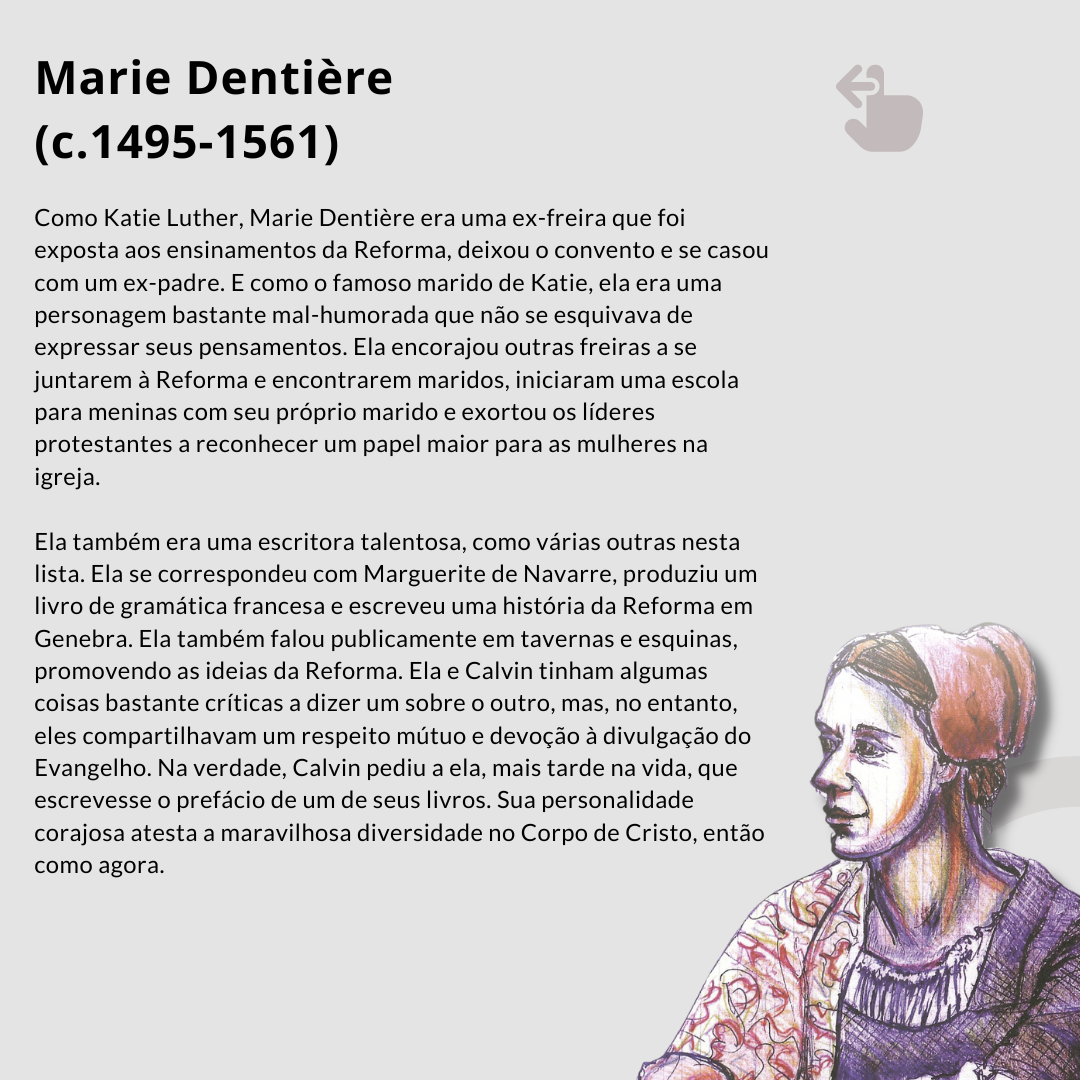 Marie Dentière
(c.1495-1561)
Como Katie Luther, Marie Dentière era uma ex-freira que foi
exposta aos ensinamentos da Reforma, deixou o convento e se casou
com um ex-padre. E como o famoso marido de Katie, ela era uma
personagem bastante mal-humorada que não se esquivava de
expressar seus pensamentos. Ela encorajou outras freiras a se
juntarem à Reforma e encontrarem maridos, iniciaram uma escola
para meninas com seu próprio marido e exortou os líderes
protestantes a reconhecer um papel maior para as mulheres na
igreja.
Ela também era uma escritora talentosa, como várias outras nesta
lista. Ela se correspondeu com Marguerite de Navarre, produziu um
livro de gramática francesa e escreveu uma história da Reforma em
Genebra. Ela também falou publicamente em tavernas e esquinas,
promovendo as ideias da Reforma. Ela e Calvin tinham algumas
coisas bastante críticas a dizer um sobre o outro, mas, no entanto,
eles compartilhavam um respeito mútuo e devoção à divulgação do
Evangelho. Na verdade, Calvin pediu a ela, mais tarde na vida, que
escrevesse o prefácio de um de seus livros. Sua personalidade
corajosa atesta a maravilhosa diversidade no Corpo de Cristo, então
como agora.